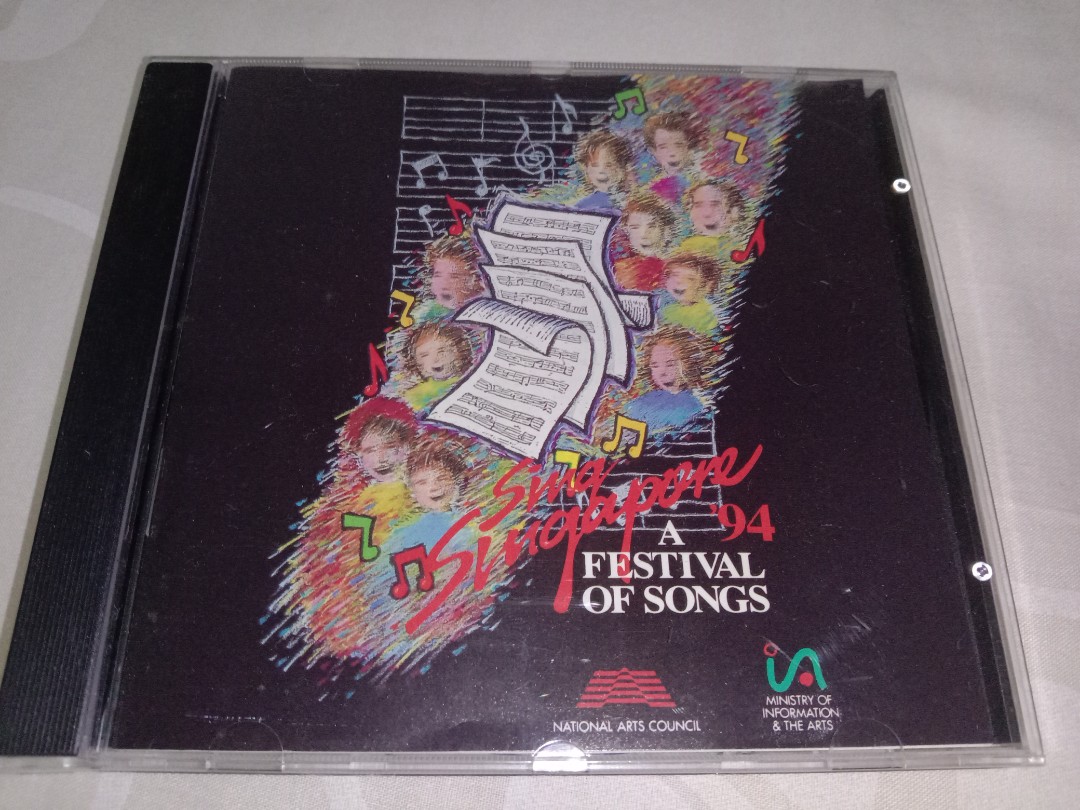 Sing
Singapore '94
A
FESTIVAL
OF SONGS
NATIONAL ARTS COUNCIL
MINISTRY OF
INFORMATION
& THE ARTS